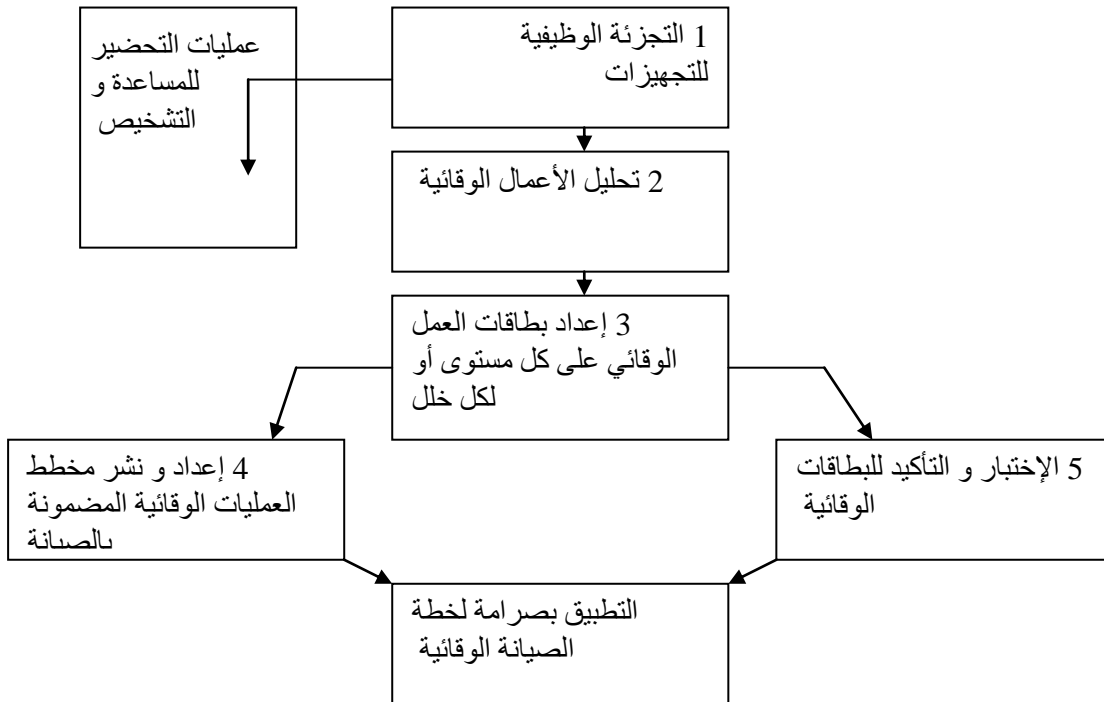 1 التجزئة الوظيفية
للتجهيزات
عمليات التحضير
للمساعدة و
التشخيص
2 تحليل الأعمال الوقائية
3 إعداد بطاقات العمل
الوقائي على كل مستوى أو
لكل خلل
5 الإختبار و التأكيد للبطاقات
الوقائية
4 إعداد و نشر مخطط
العمليات الوقائية المضمونة
بالصيانة
التطبيق بصرامة لخطة
الصيانة الوقائية